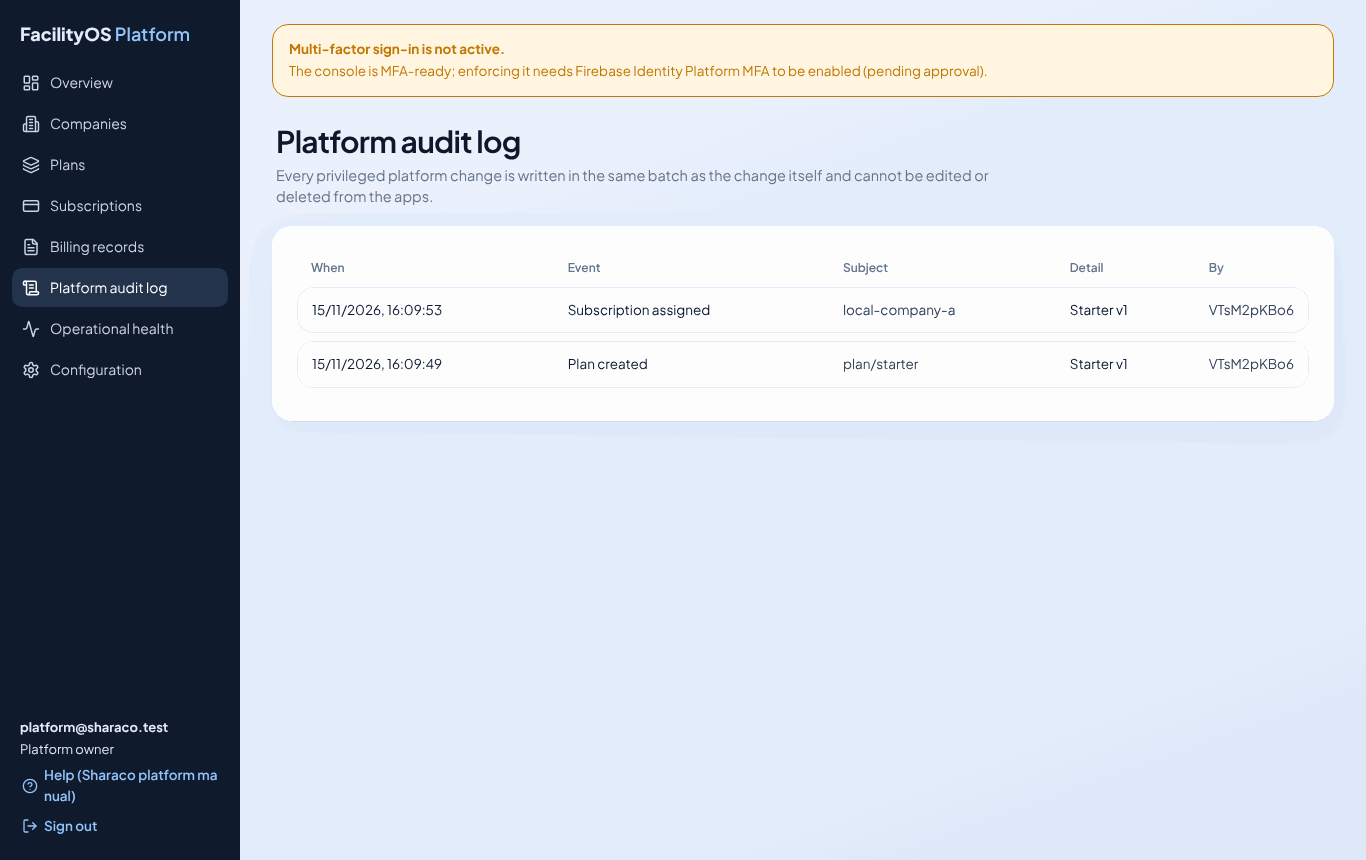 FacilityOS Platform
Overview
Companies
Plans
Subscriptions
Billing records
Platform audit log
Operational health
Configuration
platform@sharaco.test
Platform owner
Help (Sharaco platform ma
nual)
Sign out
Multi-factor sign-in is not active.
The console is MFA-ready; enforcing it needs Firebase Identity Platform MFA to be enabled (pending approval).
Platform audit log
Every privileged platform change is written in the same batch as the change itself and cannot be edited or
deleted from the apps.
When Event Subject Detail By
15/11/2026, 16:09:53 Subscription assigned local-company-a Starter v1 VTsM2pKBo6
15/11/2026, 16:09:49 Plan created plan/starter Starter v1 VTsM2pKBo6